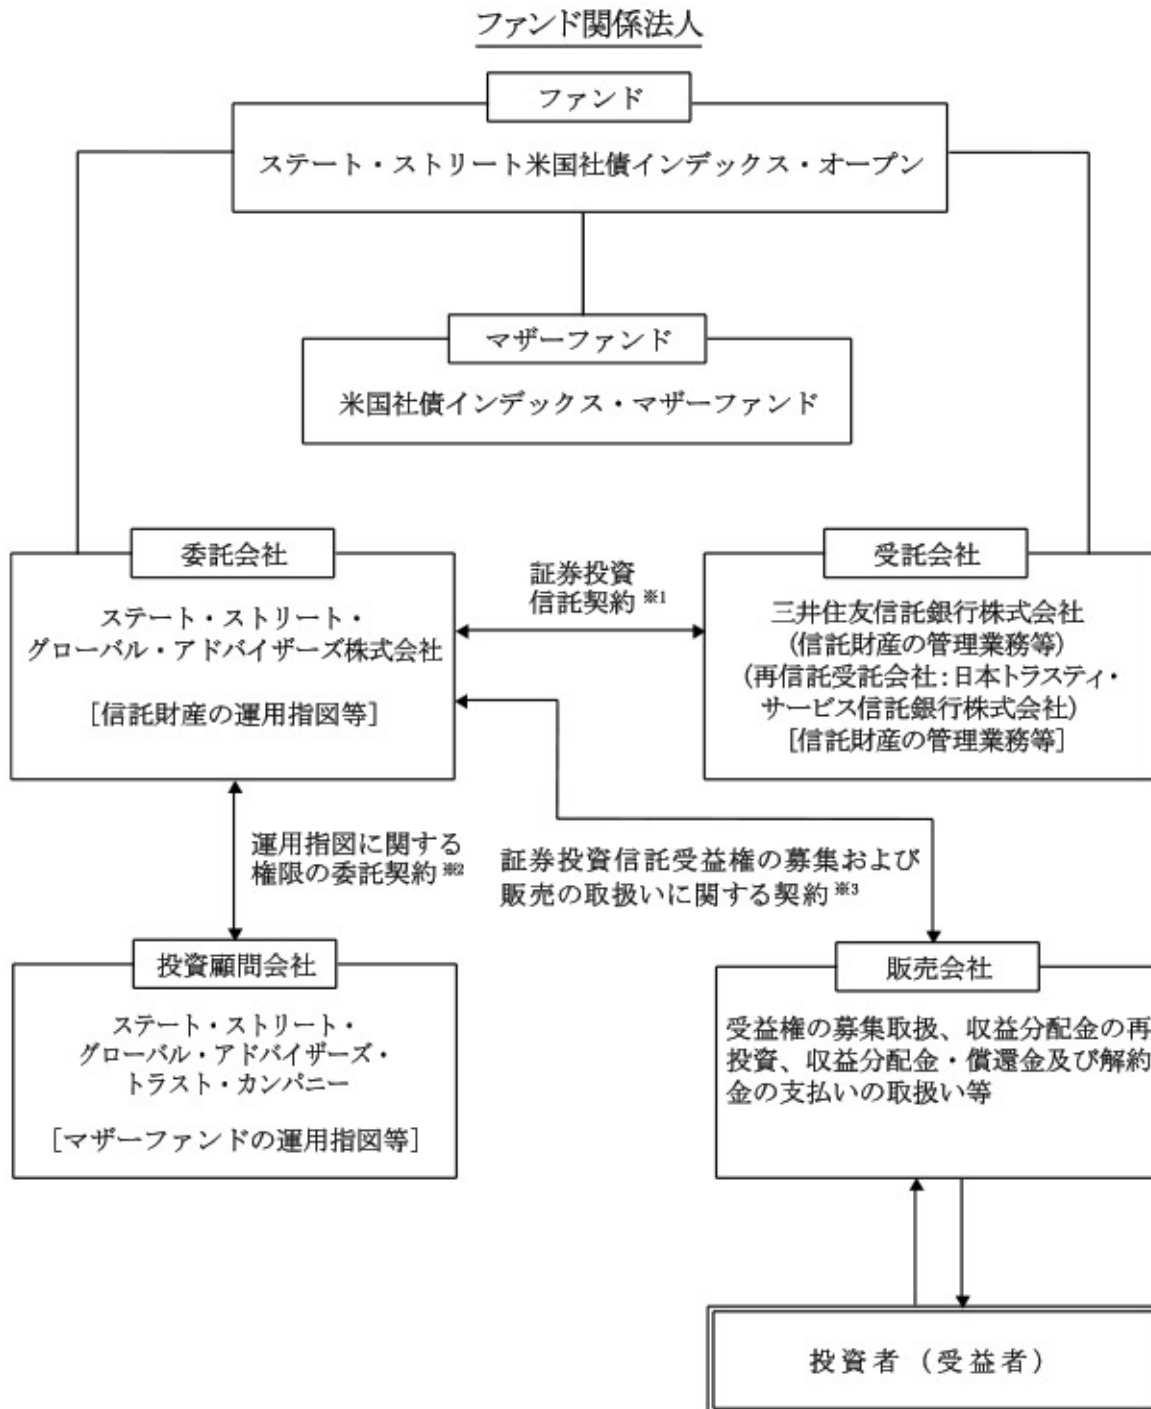 ファンド関係法人
ファンド
ステート・ストリート米国社債インデックス・オープン
マザーファンド
米国社債インデックス・マザーファンド
委託会社
ステート・ストリート・
グローバル・アドバイザーズ株式会社
[信託財産の運用指図等]
証券投資
信託契約※1
受託会社
三井住友信託銀行株式会社
(信託財産の管理業務等)
(再信託受託会社:日本トラスティ・
サービス信託銀行株式会社)
[信託財産の管理業務等]
運用指図に関する
権限の委託契約※2
証券投資信託受益権の募集および
販売の取扱いに関する契約※3
投資顧問会社
ステート・ストリート・
グローバル・アドバイザーズ・
トラスト・カンパニー
[マザーファンドの運用指図等]
販売会社
受益権の募集取扱、収益分配金の再
投資、収益分配金・償還金及び解約
金の支払いの取扱い等
投資者(受益者)